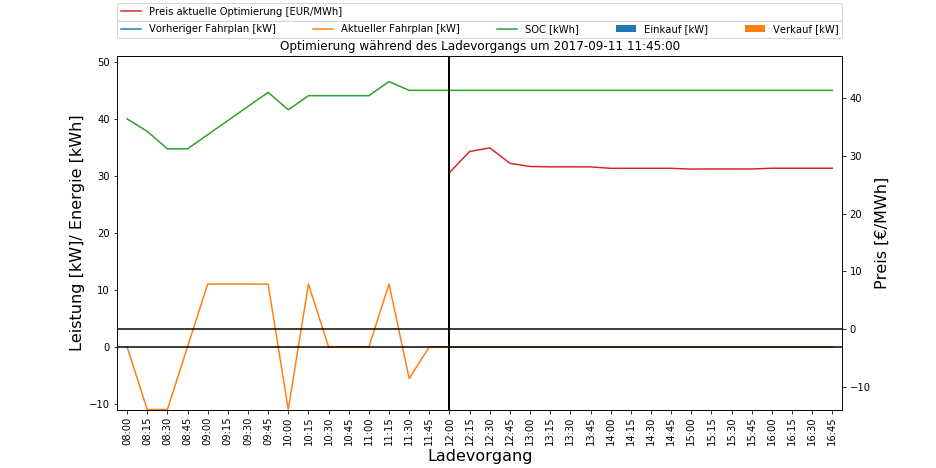 Preis aktuelle Optimierung [EUR/MWh]
Vorheriger Fahrplan [kW] Aktueller Fahrplan [kW] SOC [kWh] Einkauf [kW] Verkauf [kW]
Optimierung während des Ladevorgangs um 2017-09-11 11:45:00
Leistung [kW]/ Energie [kWh]
50
40
30
20
10
0
−10
40
30
20
10
0
−10
Preis [€/MWh]
08:00 08:15 08:30 08:45 09:00 09:15 09:30 09:45 10:00 10:15 10:30 10:45 11:00 11:15 11:30 11:45 12:00 12:15 12:30 12:45 13:00 13:15 13:30 13:45 14:00 14:15 14:30 14:45 15:00 15:15 15:30 15:45 16:00 16:15 16:30 16:45
Ladevorgang